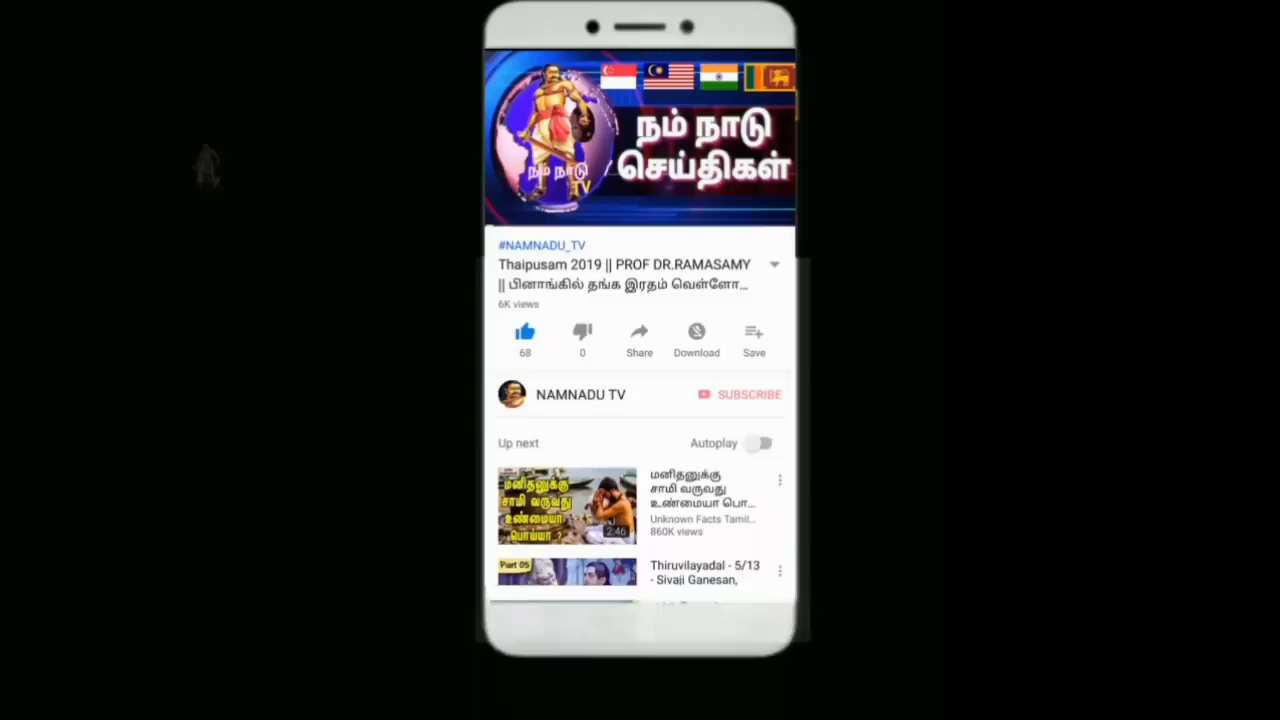 நம் நாடு
செய்திகள்
நம் நாடு
TV
#NAMNADU_TV
Thaipusam 2019 || PROF DR.RAMASAMY
|| பினாங்கில் தங்க இரதம் வெள்ளோ...
6K views
68
0
Share
Download
Save
NAMNADU TV
SUBSCRIBE
Up next
Autoplay
மனிதனுக்கு
சாமி வருவது
உண்மையா
பொய்யா ?
2:46
மனிதனுக்கு
சாமி வருவது
உண்மையா பொ...
Unknown Facts Tamil...
860K views
Part 05
Thiruvilayadal - 5/13
- Sivaji Ganesan,